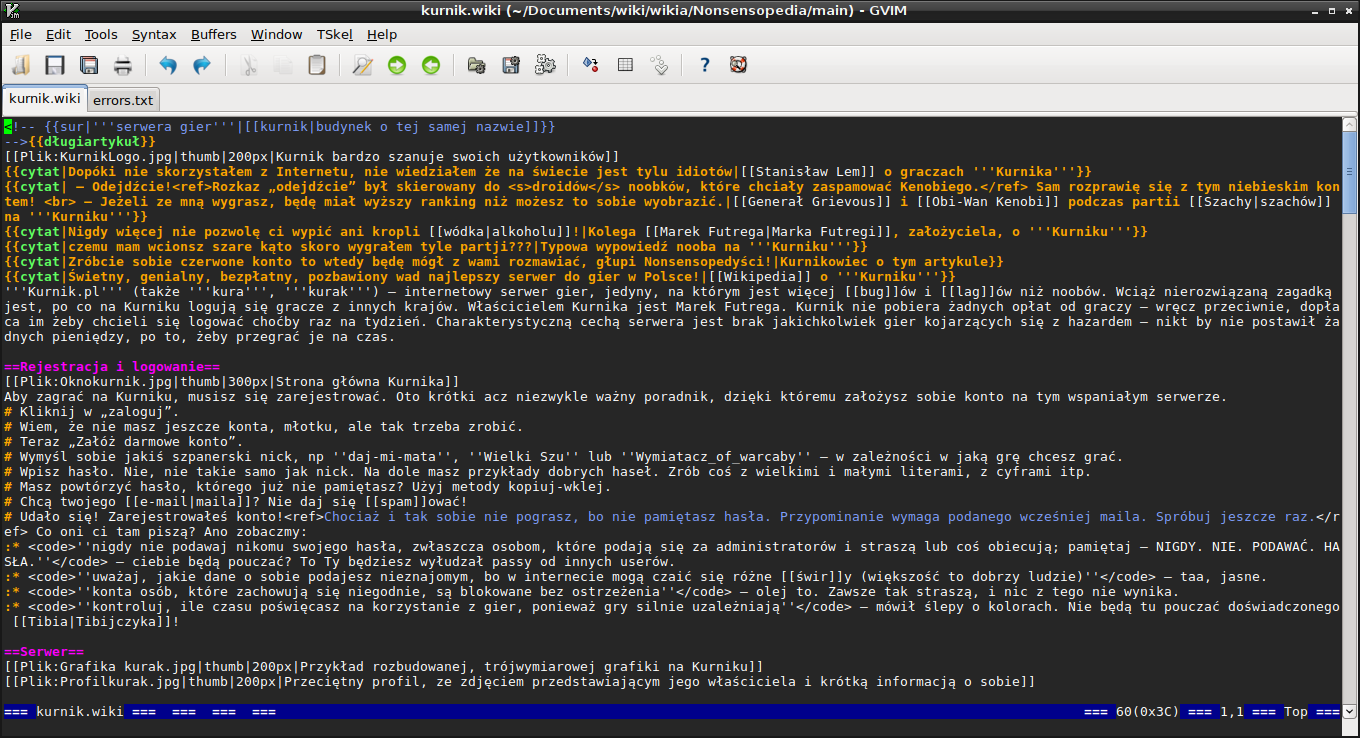 kurnik.wiki (~/Documents/wiki/wikia/Nonsensopedia/main) - GVIM
File Edit Tools Syntax Buffers Window TSkel Help
kurnik.wiki errors.txt
<!-- {{sur|'''serwera gier'''|[[kurnik|budynek o tej samej nazwie]]}}
-->{{długiartykuł}}
[[Plik:KurnikLogo.jpg|thumb|200px|Kurnik bardzo szanuje swoich użytkowników]]
{{cytat|Dopóki nie skorzystałem z Internetu, nie wiedziałem że na świecie jest tylu idiotów|[[Stanisław Lem]] o graczach '''Kurnika'''}}
{{cytat| – Odejdźcie!<ref>Rozkaz „odejdźcie” był skierowany do <s>droidów</s> noobków, które chciały zaspamować Kenobiego.</ref> Sam rozprawię się z tym niebieskim kon
tem! <br> – Jeżeli ze mną wygrasz, będę miał wyższy ranking niż możesz to sobie wyobrazić.|[[Generał Grievous]] i [[Obi-Wan Kenobi]] podczas partii [[Szachy|szachów]]
na '''Kurniku'''}}
{{cytat|Nigdy więcej nie pozwolę ci wypić ani kropli [[wódka|alkoholu]]!|Kolega [[Marek Futrega|Marka Futregi]], założyciela, o '''Kurniku'''}}
{{cytat|czemu mam wcionsz szare kąto skoro wygrałem tyle partji???|Typowa wypowiedź nooba na '''Kurniku'''}}
{{cytat|Zróbcie sobie czerwone konto to wtedy będę mógł z wami rozmawiać, głupi Nonsensopedyści!|Kurnikowiec o tym artykule}}
{{cytat|Świetny, genialny, bezpłatny, pozbawiony wad najlepszy serwer do gier w Polsce!|[[Wikipedia]] o '''Kurniku'''}}
'''Kurnik.pl''' (także '''kura''', '''kurak''') – internetowy serwer gier, jedyny, na którym jest więcej [[bug]]ów i [[lag]]ów niż noobów. Wciąż nierozwiązaną zagadką
jest, po co na Kurniku logują się gracze z innych krajów. Właścicielem Kurnika jest Marek Futrega. Kurnik nie pobiera żadnych opłat od graczy – wręcz przeciwnie, dopła
ca im żeby chcieli się logować choćby raz na tydzień. Charakterystyczną cechą serwera jest brak jakichkolwiek gier kojarzących się z hazardem – nikt by nie postawił ża
dnych pieniędzy, po to, żeby przegrać je na czas.
==Rejestracja i logowanie==
[[Plik:Oknokurnik.jpg|thumb|300px|Strona główna Kurnika]]
Aby zagrać na Kurniku, musisz się zarejestrować. Oto krótki acz niezwykle ważny poradnik, dzięki któremu założysz sobie konto na tym wspaniałym serwerze.
# Kliknij w „zaloguj”.
# Wiem, że nie masz jeszcze konta, młotku, ale tak trzeba zrobić.
# Teraz „Załóż darmowe konto”.
# Wymyśl sobie jakiś szpanerski nick, np ''daj-mi-mata'', ''Wielki Szu'' lub ''Wymiatacz_of_warcaby'' – w zależności w jaką grę chcesz grać.
# Wpisz hasło. Nie, nie takie samo jak nick. Na dole masz przykłady dobrych haseł. Zrób coś z wielkimi i małymi literami, z cyframi itp.
# Masz powtórzyć hasło, którego już nie pamiętasz? Użyj metody kopiuj-wklej.
# Chcą twojego [[e-mail|maila]]? Nie daj się [[spam]]ować!
# Udało się! Zarejestrowałeś konto!<ref>Chociaż i tak sobie nie pograsz, bo nie pamiętasz hasła. Przypominanie wymaga podanego wcześniej maila. Spróbuj jeszcze raz.</r
ef> Co oni ci tam piszą? Ano zobaczmy:
:* <code>''nigdy nie podawaj nikomu swojego hasła, zwłaszcza osobom, które podają się za administratorów i straszą lub coś obiecują; pamiętaj – NIGDY. NIE. PODAWAĆ. HA
SŁA.''</code> – ciebie będą pouczać? To Ty będziesz wyłudzał passy od innych userów.
:* <code>''uważaj, jakie dane o sobie podajesz nieznajomym, bo w internecie mogą czaić się różne [[świr]]y (większość to dobrzy ludzie)''</code> – taa, jasne.
:* <code>''konta osób, które zachowują się niegodnie, są blokowane bez ostrzeżenia''</code> – olej to. Zawsze tak straszą, i nic z tego nie wynika.
:* <code>''kontroluj, ile czasu poświęcasz na korzystanie z gier, ponieważ gry silnie uzależniają''</code> – mówił ślepy o kolorach. Nie będą tu pouczać doświadczonego
[[Tibia|Tibijczyka]]!
==Serwer==
[[Plik:Grafika kurak.jpg|thumb|200px|Przykład rozbudowanej, trójwymiarowej grafiki na Kurniku]]
[[Plik:Profilkurak.jpg|thumb|200px|Przeciętny profil, ze zdjęciem przedstawiającym jego właściciela i krótką informacją o sobie]]
=== kurnik.wiki === === === === === 60(0x3C) === 1,1 === Top ===